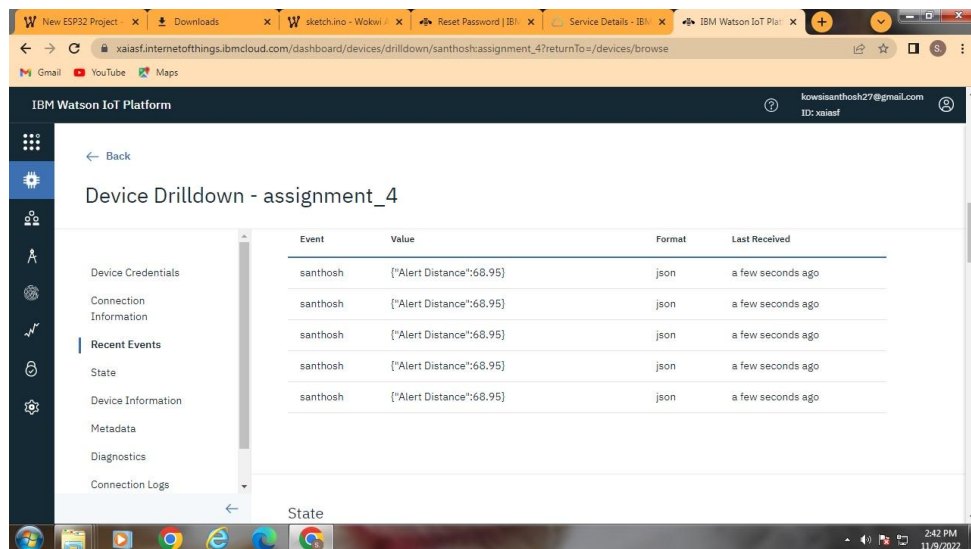 New ESP32 Project -
Downloads
sketch.ino - Wokwi A
Reset Password | IBM
Service Details - IBM
IBM Watson IoT Plat
xaiasf.internetofthings.ibmcloud.com/dashboard/devices/drilldown/santhosh:assignment_4?returnTo=/devices/browse
S.
Gmail
YouTube
Maps
IBM Watson IoT Platform
kowsisanthosh27@gmail.com
ID: xaiasf
Back
Device Drilldown - assignment_4
Device Credentials
Connection
Information
Recent Events
State
Device Information
Metadata
Diagnostics
Connection Logs
Event Value Format Last Received
santhosh {"Alert Distance":68.95} json a few seconds ago
santhosh {"Alert Distance":68.95} json a few seconds ago
santhosh {"Alert Distance":68.95} json a few seconds ago
santhosh {"Alert Distance":68.95} json a few seconds ago
santhosh {"Alert Distance":68.95} json a few seconds ago
State
2:42 PM
11/9/2022